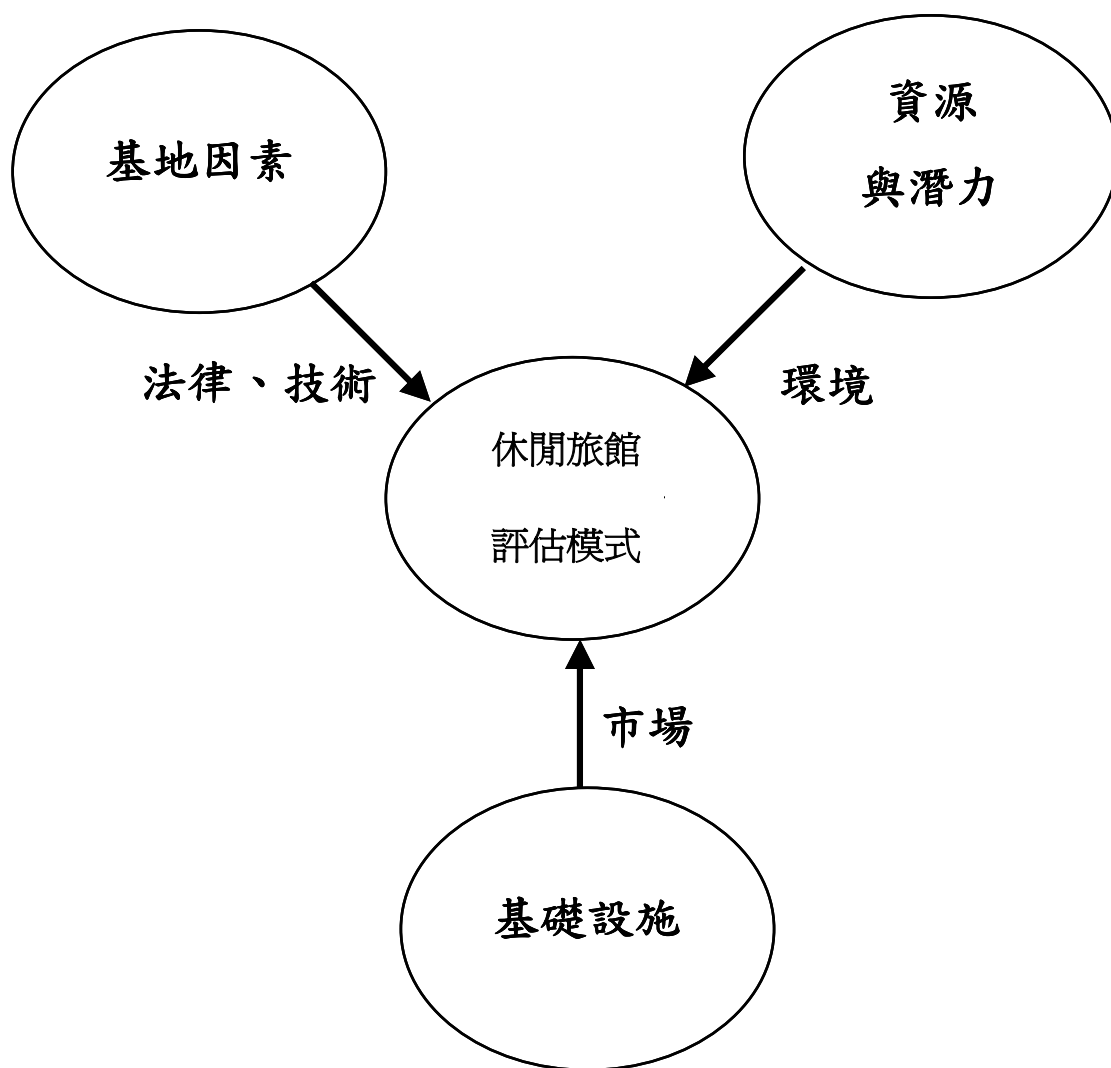 基地因素
資源
與潛力
法律、技術
環境
休閒旅館
評估模式
市場
基礎設施